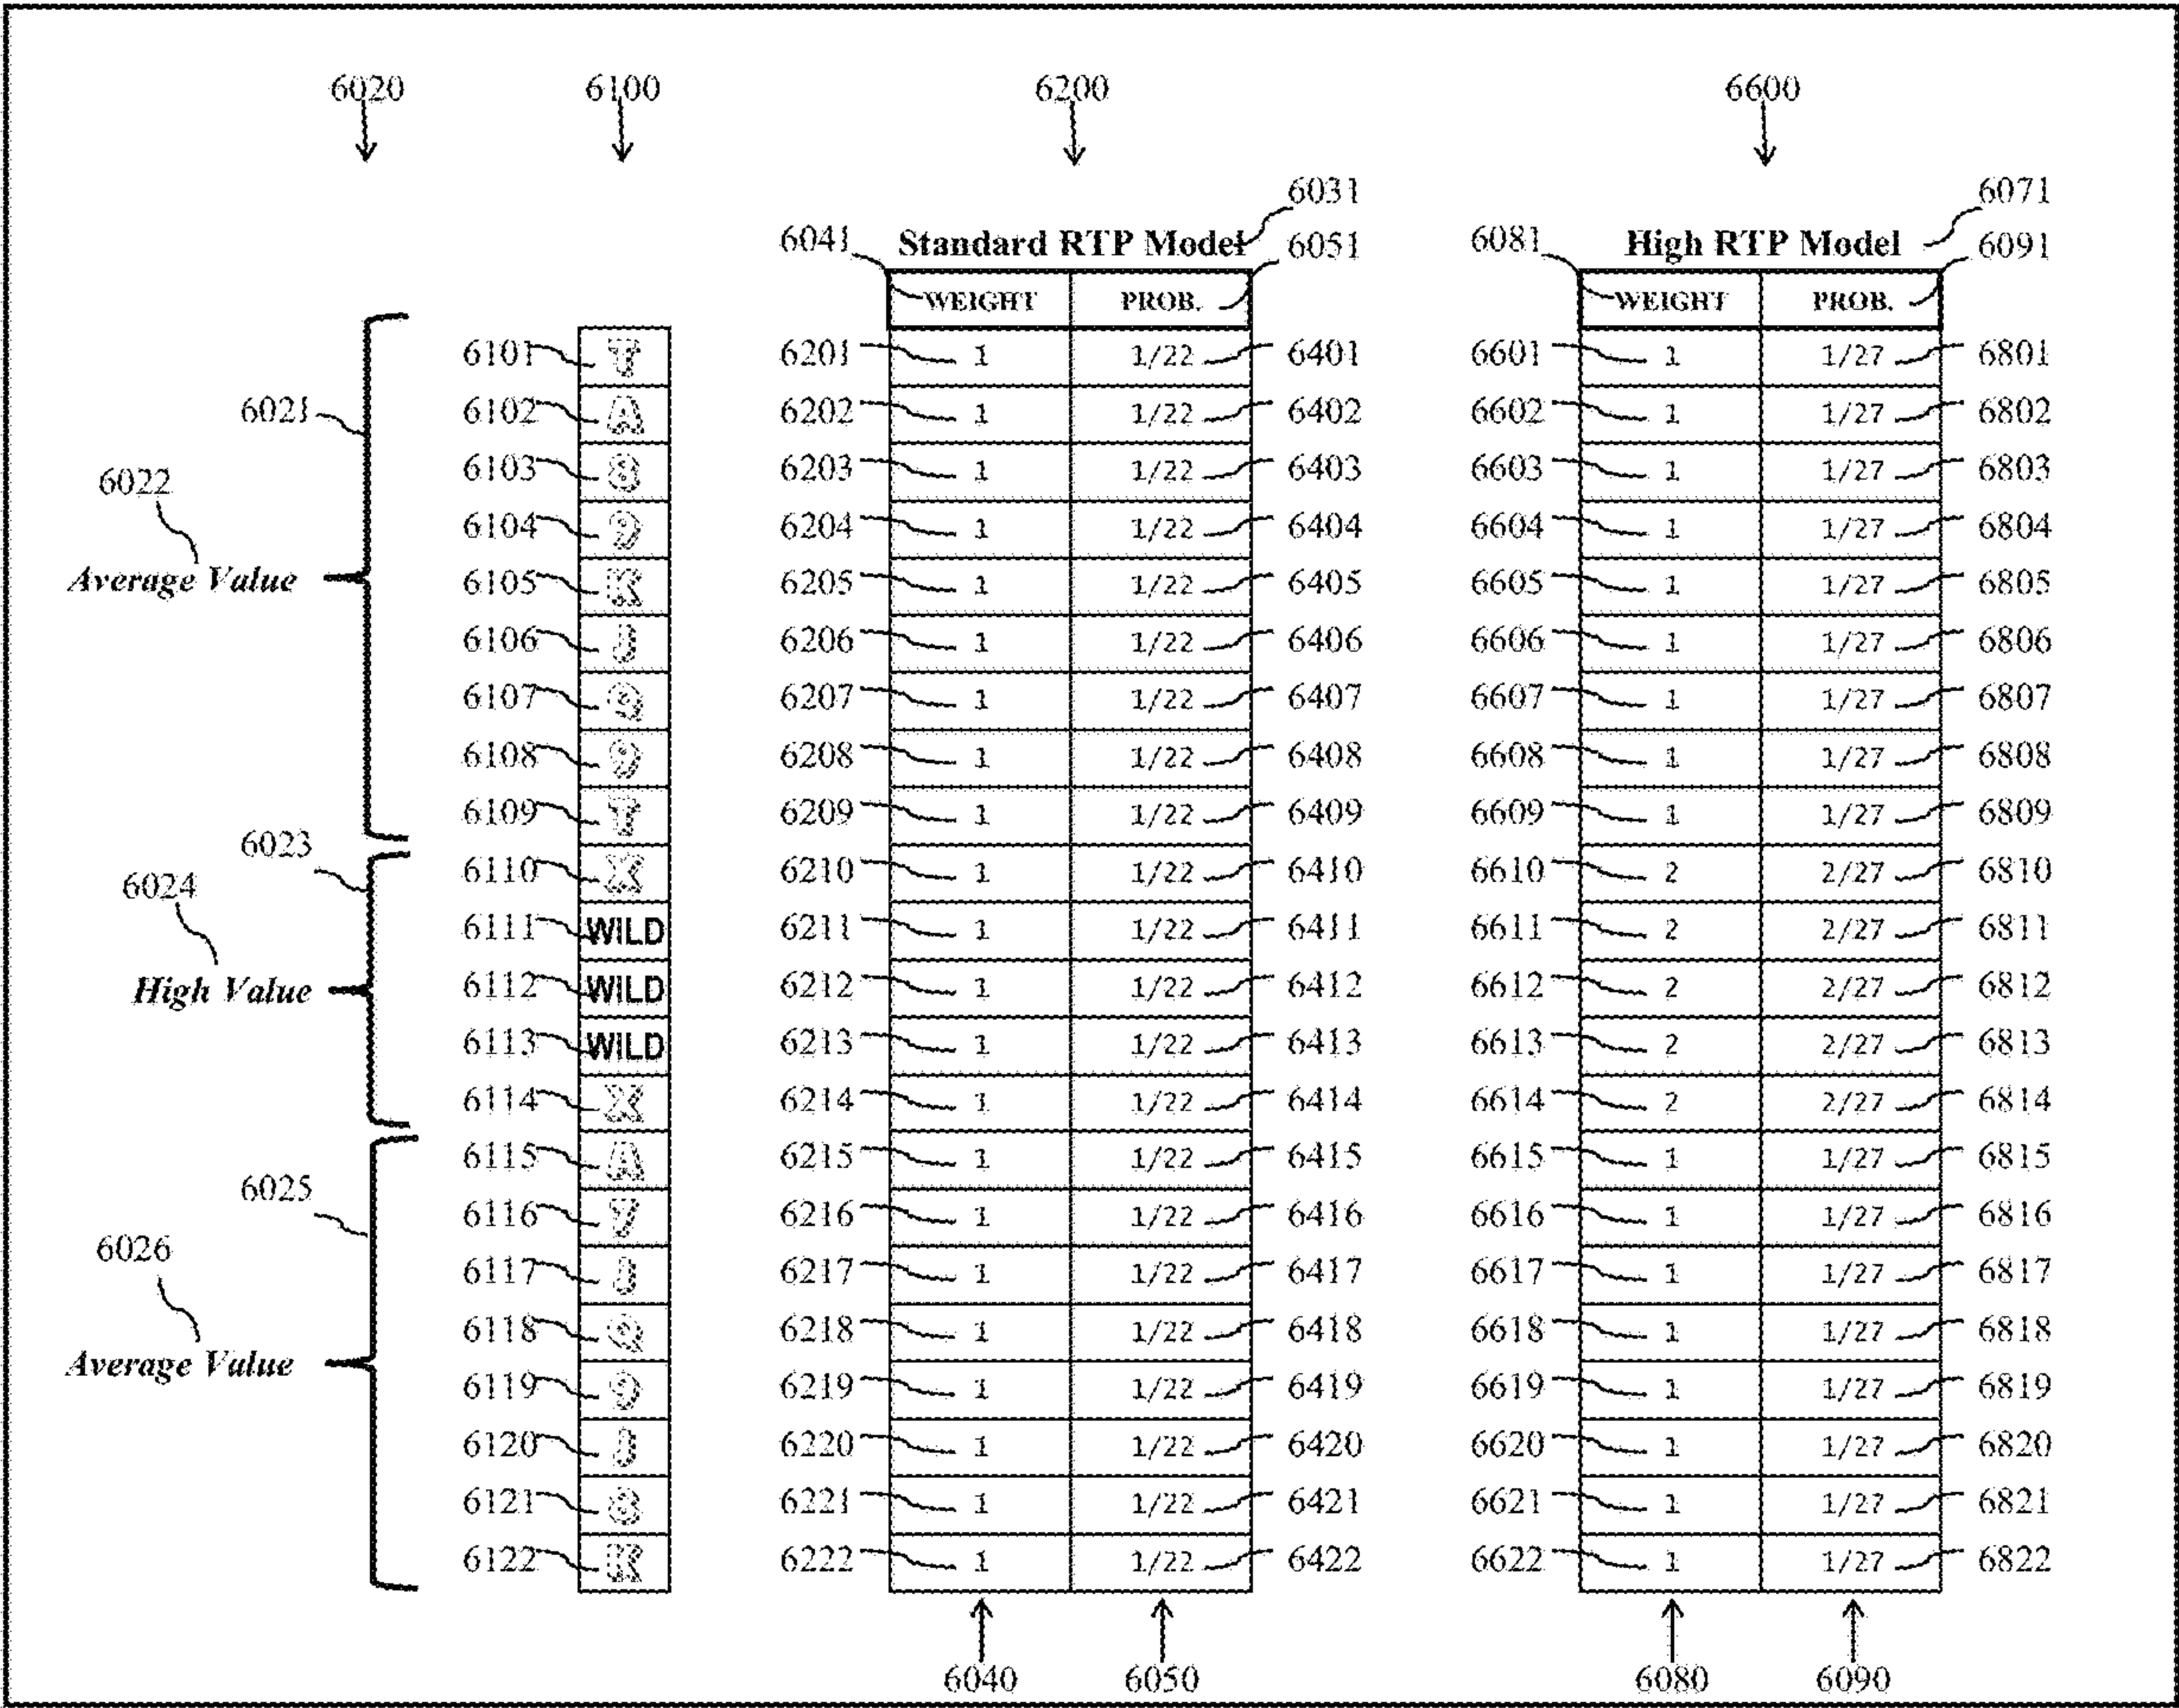 6020 6100 6200 6600
6031 6071
6041 Standard RTP Model 6051 6081 High RTP Model 6091
WEIGHT PROB. WEIGHT PROB.
6101 T 6201 1 1/22 6401 6601 1 1/27 6801
6021 6102 A 6202 1 1/22 6402 6602 1 1/27 6802
6022 6103 8 6203 1 1/22 6403 6603 1 1/27 6803
6104 9 6204 1 1/22 6404 6604 1 1/27 6804
Average Value 6105 K 6205 1 1/22 6405 6605 1 1/27 6805
6106 J 6206 1 1/22 6406 6606 1 1/27 6806
6107 6207 1 1/22 6407 6607 1 1/27 6807
6108 9 6208 1 1/22 6408 6608 1 1/27 6808
6109 T 6209 1 1/22 6409 6609 1 1/27 6809
6023 6024 6110 X 6210 1 1/22 6410 6610 2 2/27 6810
6111 WILD 6211 1 1/22 6411 6611 2 2/27 6811
High Value 6112 WILD 6212 1 1/22 6412 6612 2 2/27 6812
6113 WILD 6213 1 1/22 6413 6613 2 2/27 6813
6114 X 6214 1 1/22 6414 6614 2 2/27 6814
6025 6115 A 6215 1 1/22 6415 6615 1 1/27 6815
6026 6116 6216 1 1/22 6416 6616 1 1/27 6816
6117 J 6217 1 1/22 6417 6617 1 1/27 6817
Average Value 6118 Q 6218 1 1/22 6418 6618 1 1/27 6818
6119 9 6219 1 1/22 6419 6619 1 1/27 6819
6120 J 6220 1 1/22 6420 6620 1 1/27 6820
6121 8 6221 1 1/22 6421 6621 1 1/27 6821
6122 K 6222 1 1/22 6422 6622 1 1/27 6822
6040 6050 6080 6090